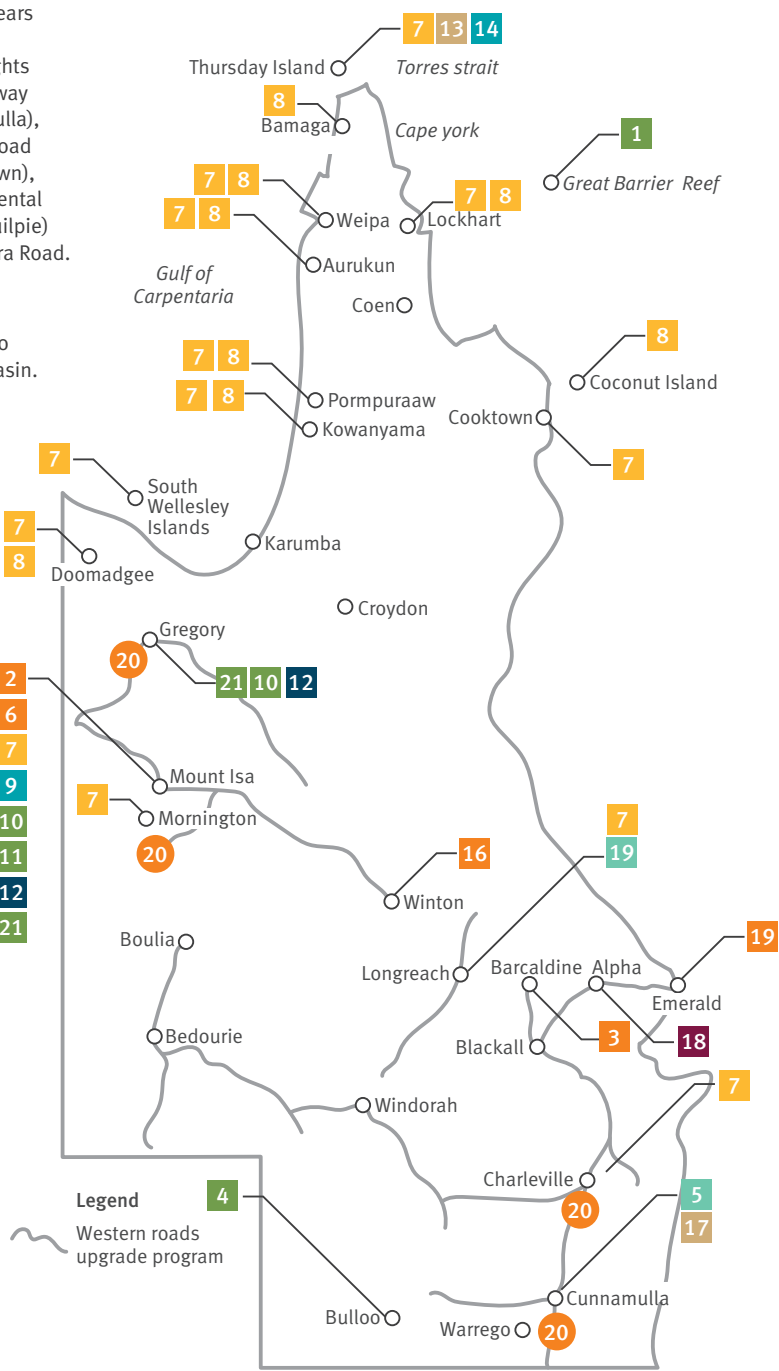 ears
ghts
way
ulla),
oad
wn),
ental
uilpie)
ra Road.
o
asin.
7 13 14
Thursday Island
Torres strait
8
Bamaga
Cape york
1
Great Barrier Reef
7 8
Weipa
7 8
Lockhart
7 8
Aurukun
Gulf of
Carpentaria
Coen
8
Coconut Island
7 8
Pormpuraaw
7 8
Kowanyama
Cooktown
7
7
South
Wellesley
Islands
Karumba
7
8
Doomadgee
Croydon
Gregory
20
21 10 12
2
6
7
9
10
11
12
21
Mount Isa
7
Mornington
20
7
19
16
Winton
Boulia
Longreach
Barcaldine
Alpha
19
Emerald
Bedourie
Blackall
3
18
7
Windorah
Charleville
20
Legend
Western roads
upgrade program
4
5
17
Cunnamulla
Bulloo
Warrego
20